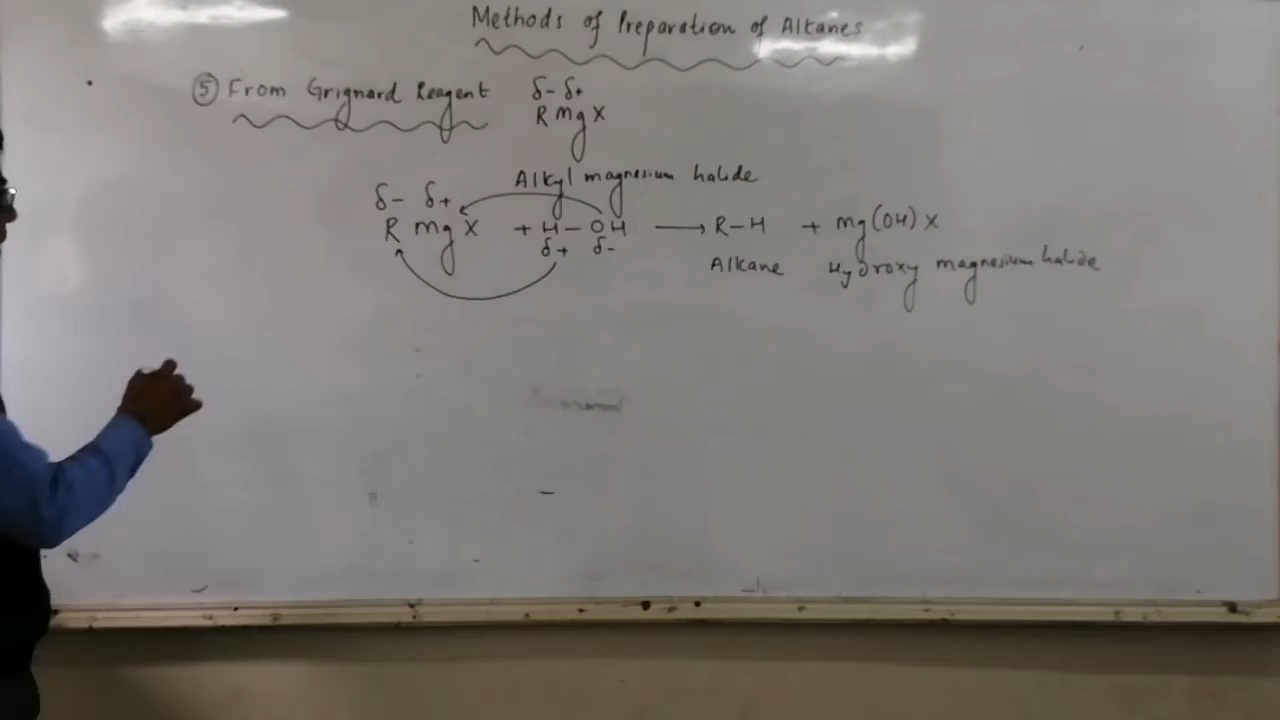 Methods of Preparation of Alkanes
⑤ From Grignard Reagent
δ- δ+
R Mg X
Alkyl magnesium halide
δ- δ+
R Mg X + H - OH ⟶ R-H + Mg(OH) X
δ+ δ-
Alkane Hydroxy magnesium halide